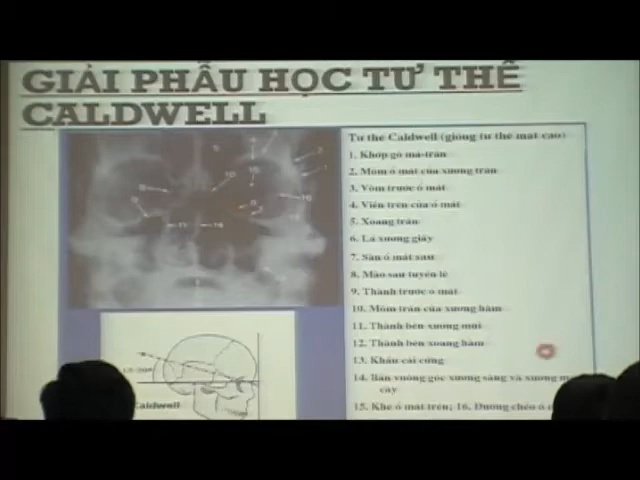 GIẢI PHẪU HỌC TƯ THẾ
CALDWELL
Tư thế Caldwell (giống tư thế mặt cao)
1. Khớp gò má-trán
2. Mỏm ổ mắt của xương trán
3. Vòm trước ổ mắt
4. Viền trên của ổ mắt
5. Xoang trán
6. Lá xương giấy
7. Sàn ổ mắt sau
8. Mào sau tuyến lệ
9. Thành trước ổ mắt
10. Mỏm trán của xương hàm
11. Thành bên xương mũi
12. Thành bên xoang hàm
13. Khẩu cái cứng
14. Bản vuông góc xương sàng và xương
cày
15. Khe ổ mắt trên; 16. Đường chéo ổ
Caldwell